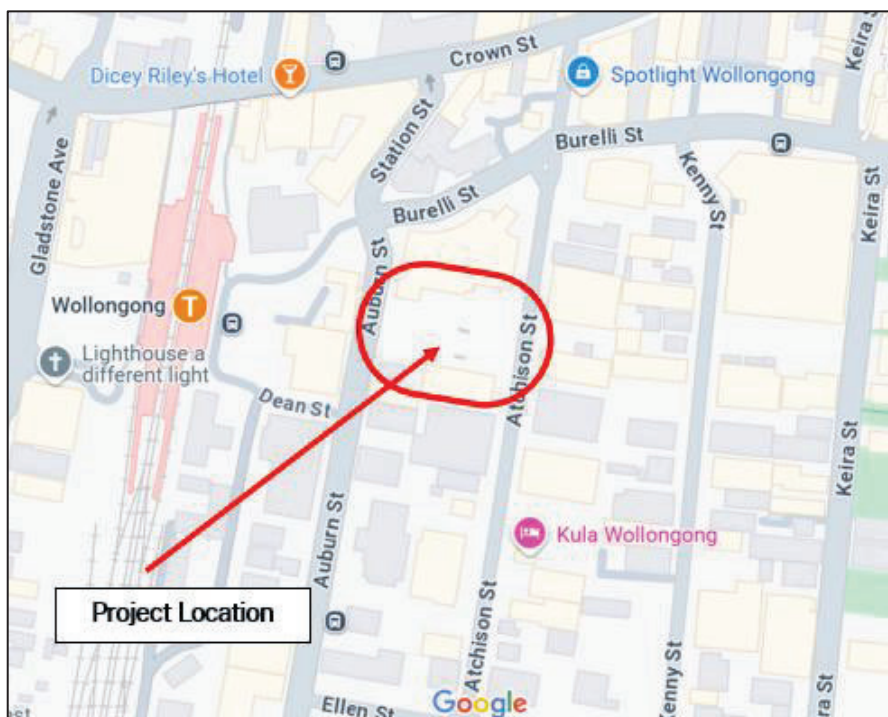 Crown St
Keira St
Dicey Riley's Hotel
Spotlight Wollongong
Station St
Burelli St
Gladstone Ave
Kenny St
Burelli St
Keira St
Auburn St
Wollongong
T
Atchison St
Lighthouse a
different light
Dean St
Keira St
Auburn St
Kula Wollongong
Project Location
Atchison St
Kenny St
Ellen St
Google